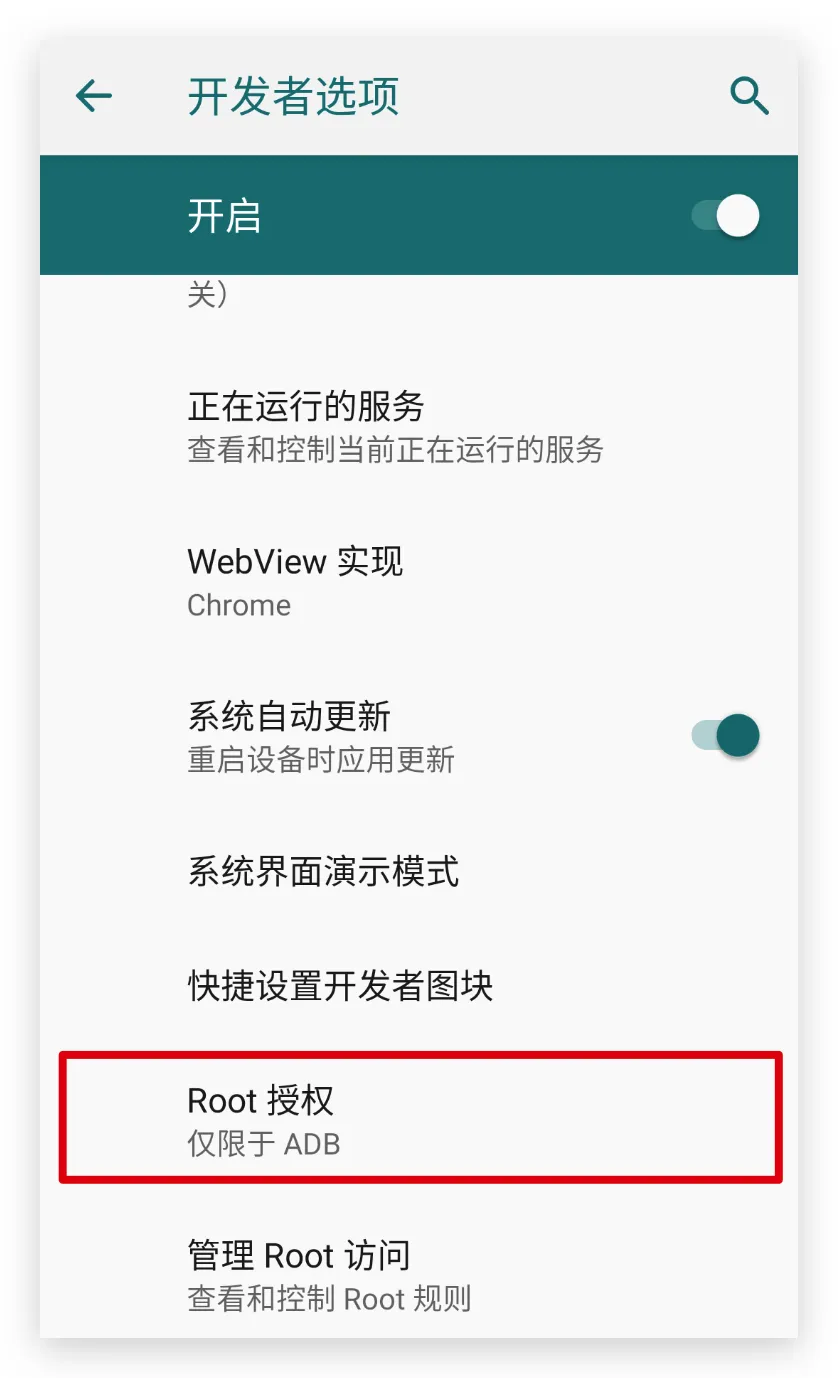 开发者选项
开启
关）
正在运行的服务
查看和控制当前正在运行的服务
WebView 实现
Chrome
系统自动更新
重启设备时应用更新
系统界面演示模式
快捷设置开发者图块
Root 授权
仅限于 ADB
管理 Root 访问
查看和控制 Root 规则